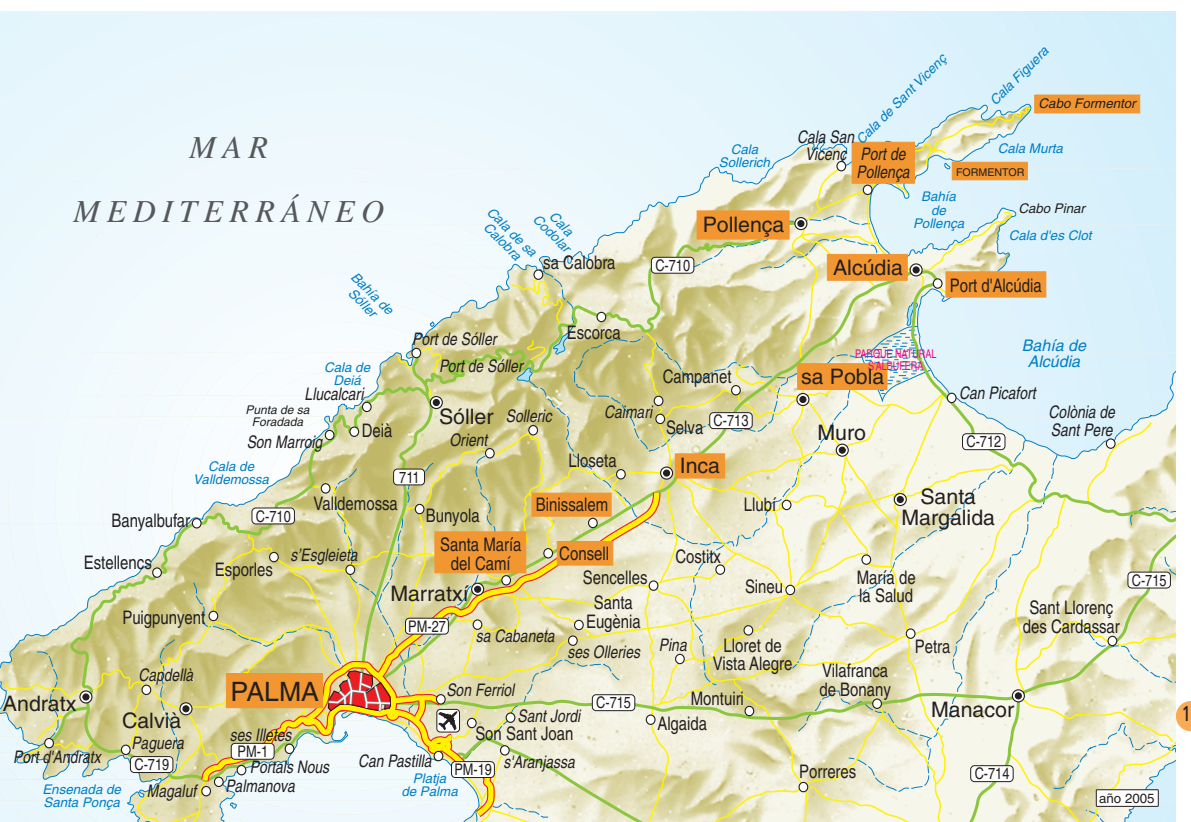 MAR
MEDITERRÁNEO
Cala Figuera
Cala de Sant Vicenç
Cabo Formentor
Cala San
Vicenç
Port de
Pollença
Cala Murta
Cala
Sollerich
FORMENTOR
Bahía
de
Pollença
Cabo Pinar
Cala d'es Clot
Pollença
Cala
Codolar
Cala de sa
Calobra
sa Calobra
C-710
Alcúdia
Port d'Alcúdia
Bahía de
Sóller
Escorca
Port de Sóller
Port de Sóller
PARQUE NATURAL
S'ALBUFERA
Bahía de
Alcúdia
Cala de
Deiá
Llucalcari
Campanet
sa Pobla
Can Picafort
Punta de sa
Foradada
Sóller
Solleric
Caimari
Selva
C-713
Colònia de
Sant Pere
Son Marroig
Deià
Orient
Muro
C-712
Cala de
Valldemossa
711
Lloseta
Inca
Valldemossa
Bunyola
Binissalem
Llubí
Santa
Margalida
Banyalbufar
C-710
Santa María
del Camí
Consell
Estellencs
Esporles
s'Esgleieta
Costitx
Marratxí
Sencelles
Sineu
María de
la Salud
C-715
Puigpunyent
PM-27
sa Cabaneta
Santa
Eugènia
ses Olleries
Pina
Lloret de
Vista Alegre
Petra
Sant Llorenç
des Cardassar
Capdellà
PALMA
Son Ferriol
Vilafranca
de Bonany
Andratx
Calvià
C-715
Montuiri
Manacor
1
ses Illetes
Sant Jordi
Son Sant Joan
Algaida
Port d'Andratx
Paguera
PM-1
Can Pastilla
s'Aranjassa
C-719
Portals Nous
PM-19
Porreres
C-714
Ensenada de
Santa Ponça
Magaluf
Palmanova
Platja
de Palma
año 2005